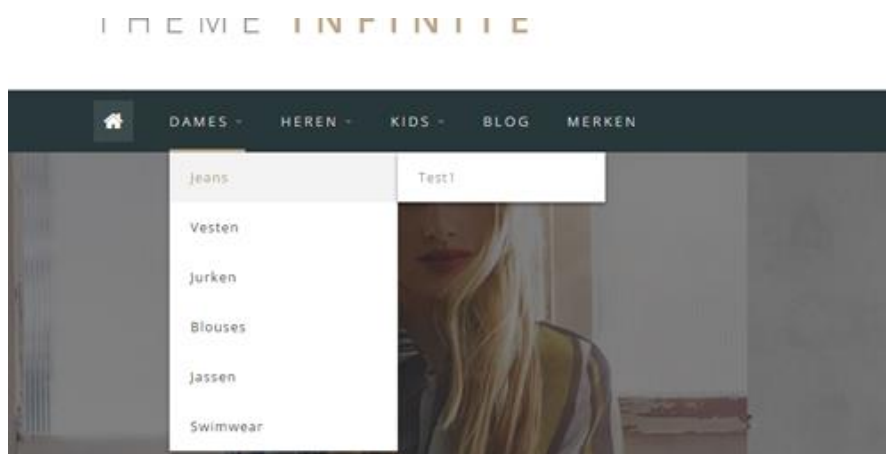 THEME INFINITE
DAMES HEREN KIDS BLOG MERKEN
Jeans Test1
Vesten
Jurken
Blouses
Jassen
Swimwear